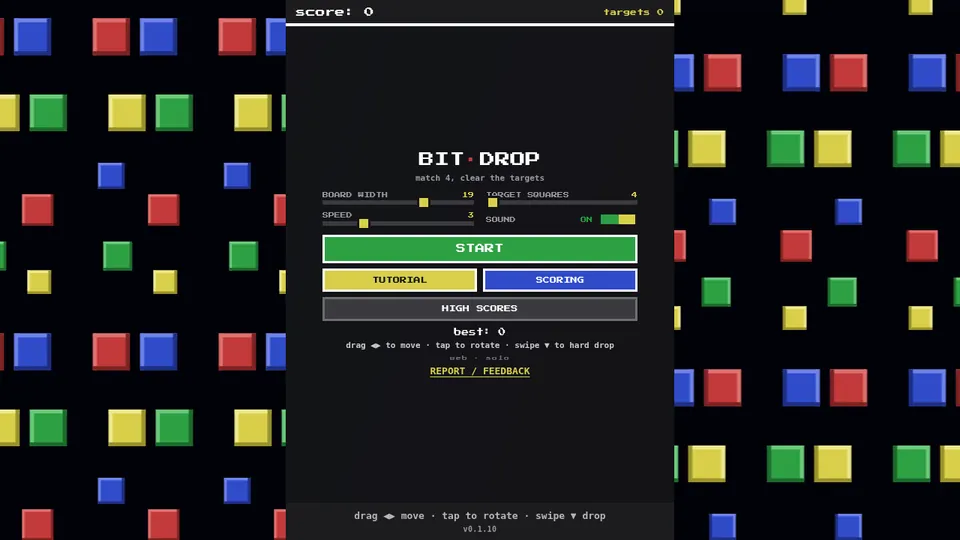 score: 0 targets 0
BIT·DROP
match 4, clear the targets
BOARD WIDTH 19 TARGET SQUARES 4
SPEED 3 SOUND ON
START
TUTORIAL SCORING
HIGH SCORES
best: 0
drag ◀▶ to move · tap to rotate · swipe ▼ to hard drop
web · solo
REPORT / FEEDBACK
drag ◀▶ move · tap to rotate · swipe ▼ drop
v0.1.10